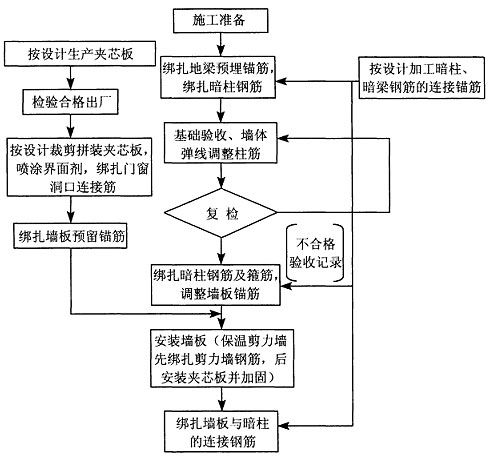 施工准备
按设计生产夹芯板
绑扎地梁预埋锚筋,
绑扎暗柱钢筋
按设计加工暗柱、
暗梁钢筋的连接锚筋
检验合格出厂
基础验收、墙体
弹线调整柱筋
按设计裁剪拼装夹芯板,
喷涂界面剂,绑扎门窗
洞口连接筋
复检
绑扎墙板预留锚筋
不合格
验收记录
绑扎暗柱钢筋及箍筋,
调整墙板锚筋
安装墙板(保温剪力墙
先绑扎剪力墙钢筋,后
安装夹芯板并加固)
绑扎墙板与暗柱
的连接钢筋